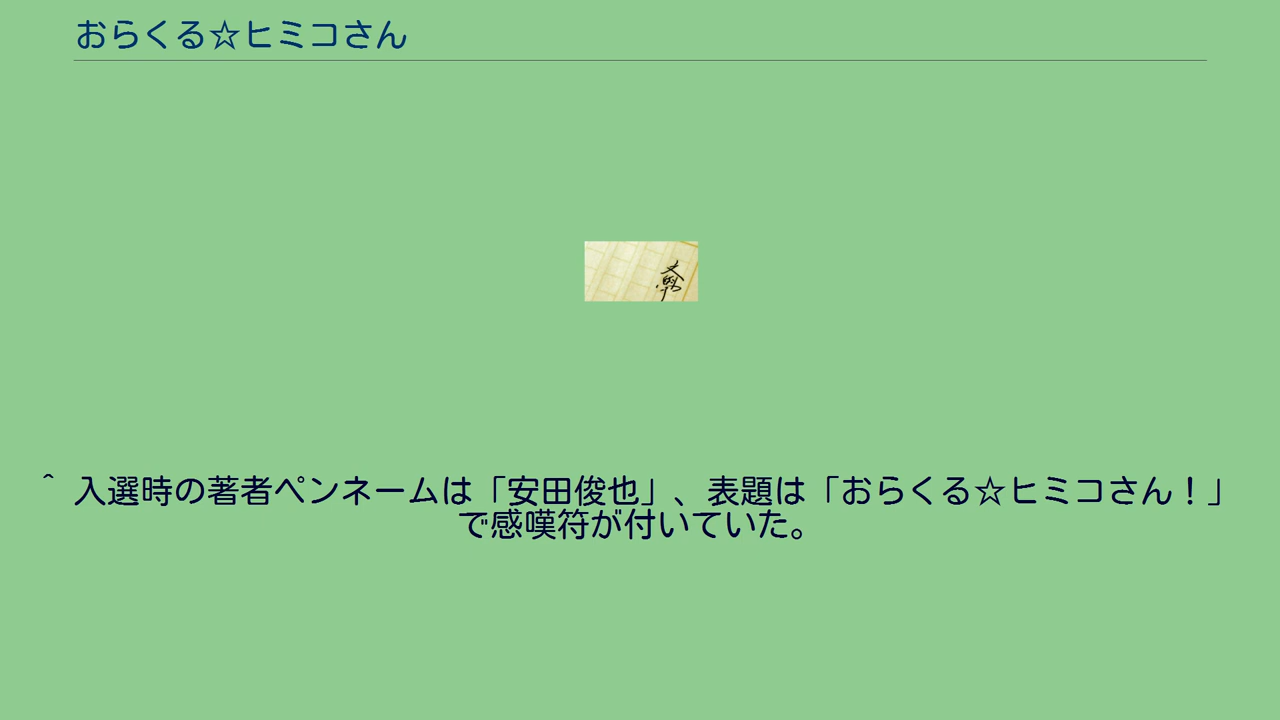 おらくる☆ヒミコさん
^ 入選時の著者ペンネームは「安田俊也」、表題は「おらくる☆ヒミコさん！」
で感嘆符が付いていた。